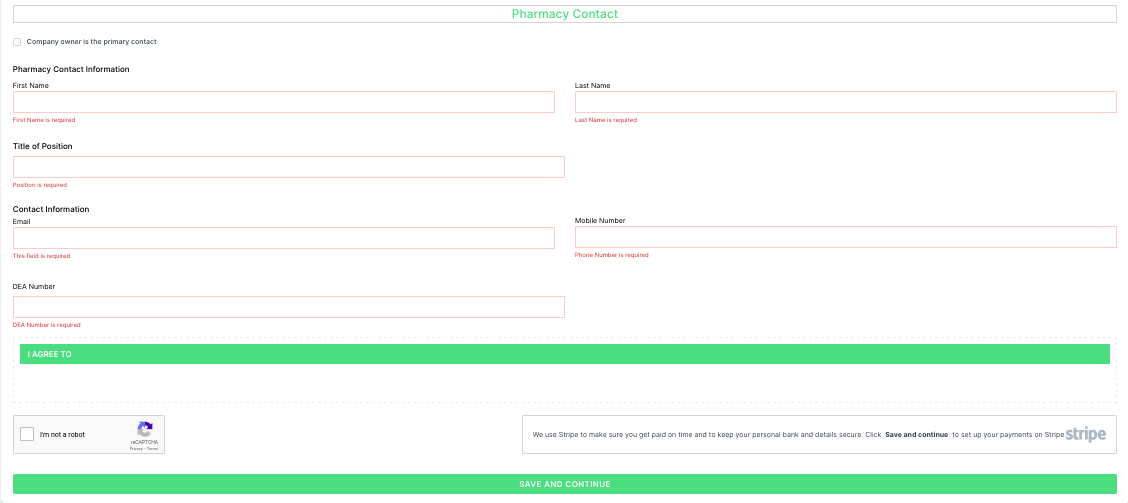 Pharmacy Contact
Company owner is the primary contact
Pharmacy Contact Information
First Name
Last Name
First Name is required
Last Name is required
Title of Position
Position is required
Contact Information
Email
Mobile Number
This field is required
Phone Number is required
DEA Number
DEA Number is required
I AGREE TO
I'm not a robot
reCAPTCHA
Privacy - Terms
We use Stripe to make sure you get paid on time and to keep your personal bank and details secure. Click Save and continue to set up your payments on Stripe stripe
SAVE AND CONTINUE